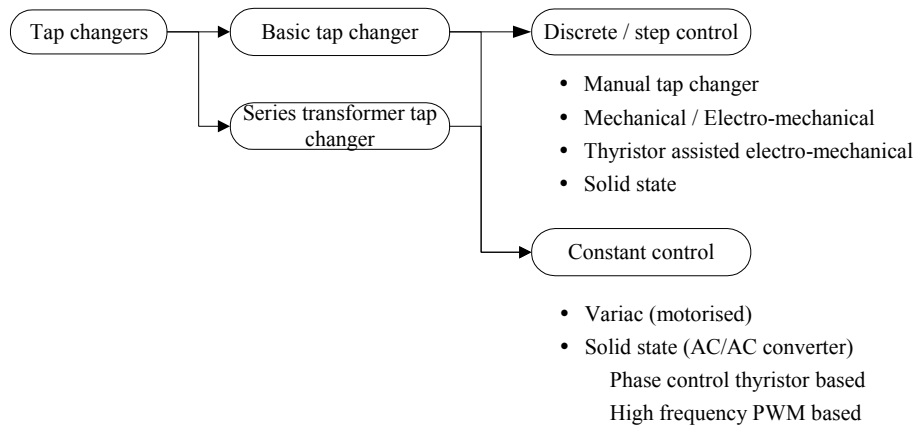 Tap changers
Basic tap changer
Discrete / step control
Series transformer tap
changer
• Manual tap changer
• Mechanical / Electro-mechanical
• Thyristor assisted electro-mechanical
• Solid state
Constant control
• Variac (motorised)
• Solid state (AC/AC converter)
Phase control thyristor based
High frequency PWM based